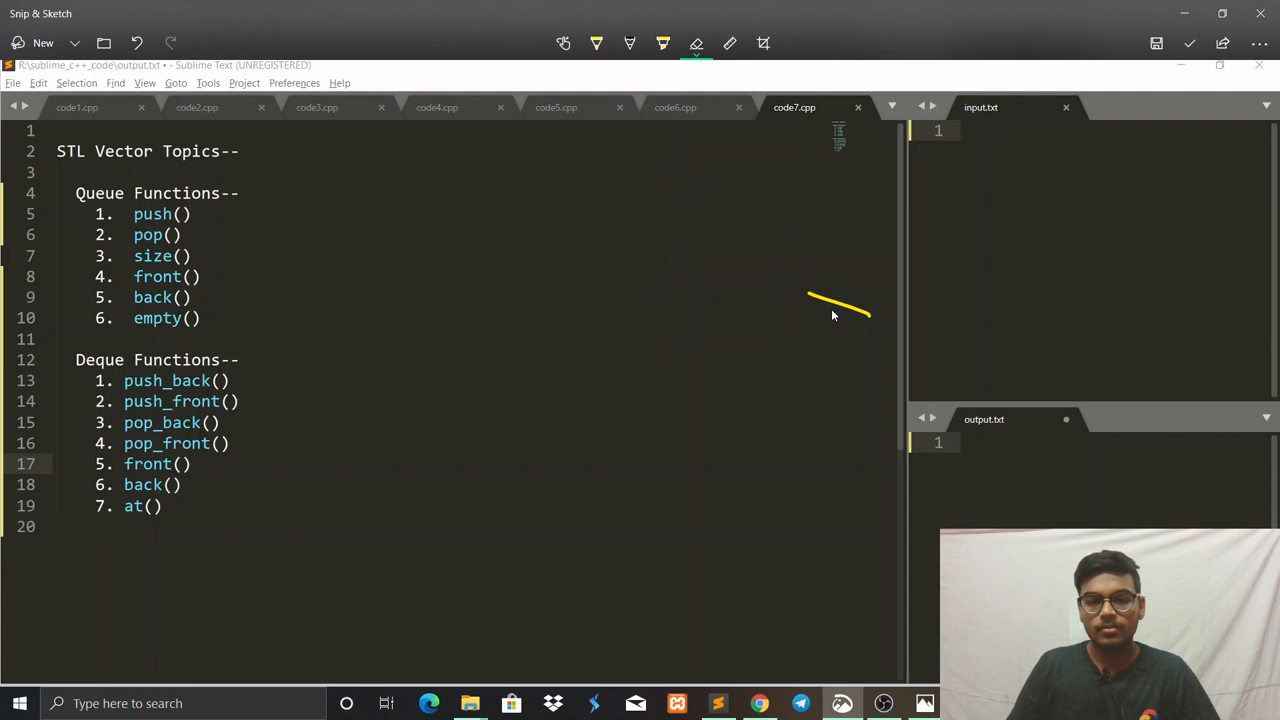 Snip & Sketch
New
R:\sublime_c++_code\output.txt • - Sublime Text (UNREGISTERED)
File Edit Selection Find View Goto Tools Project Preferences Help
code1.cpp code2.cpp code3.cpp code4.cpp code5.cpp code6.cpp code7.cpp input.txt
1
2 STL Vector Topics--
3
4 Queue Functions--
5 1. push()
6 2. pop()
7 3. size()
8 4. front()
9 5. back()
10 6. empty()
11
12 Deque Functions--
13 1. push_back()
14 2. push_front()
15 3. pop_back()
16 4. pop_front()
17 5. front()
18 6. back()
19 7. at()
20
1
output.txt
1
Type here to search